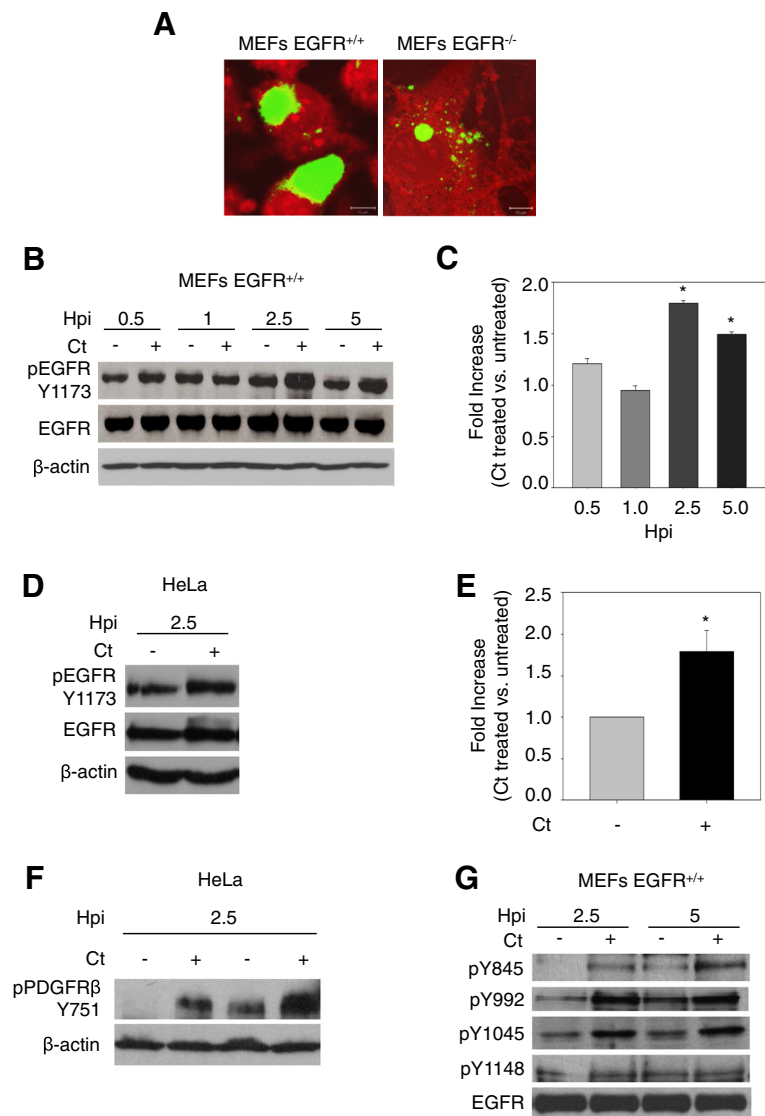 A
MEFs EGFR+/+ MEFs EGFR-/-
B
MEFs EGFR+/+
Hpi 0.5 1 2.5 5
Ct - + - + - + - +
pEGFR
Y1173
EGFR
β-actin
C
Fold Increase
(Ct treated vs. untreated)
2.0
1.5
1.0
0.5
0.0
* *
0.5 1.0 2.5 5.0
Hpi
D
HeLa
Hpi 2.5
Ct - +
pEGFR
Y1173
EGFR
β-actin
E
Fold Increase
(Ct treated vs. untreated)
2.5
2.0
1.5
1.0
0.5
0.0
*
Ct - +
F
HeLa
Hpi 2.5
Ct - + - +
pPDGFRβ
Y751
β-actin
G
MEFs EGFR+/+
Hpi 2.5 5
Ct - + - +
pY845
pY992
pY1045
pY1148
EGFR